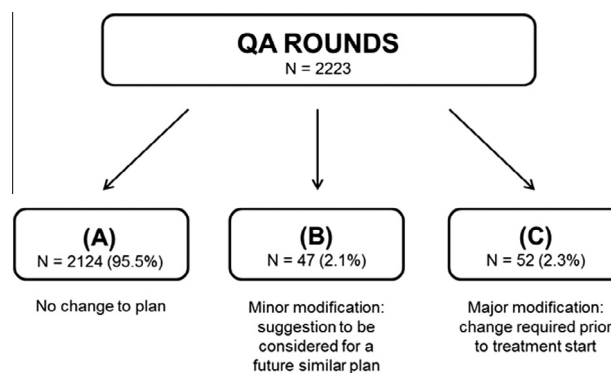 QA ROUNDS
N = 2223
(A)
N = 2124 (95.5%)
No change to plan
(B)
N = 47 (2.1%)
Minor modification:
suggestion to be
considered for a
future similar plan
(C)
N = 52 (2.3%)
Major modification:
change required prior
to treatment start